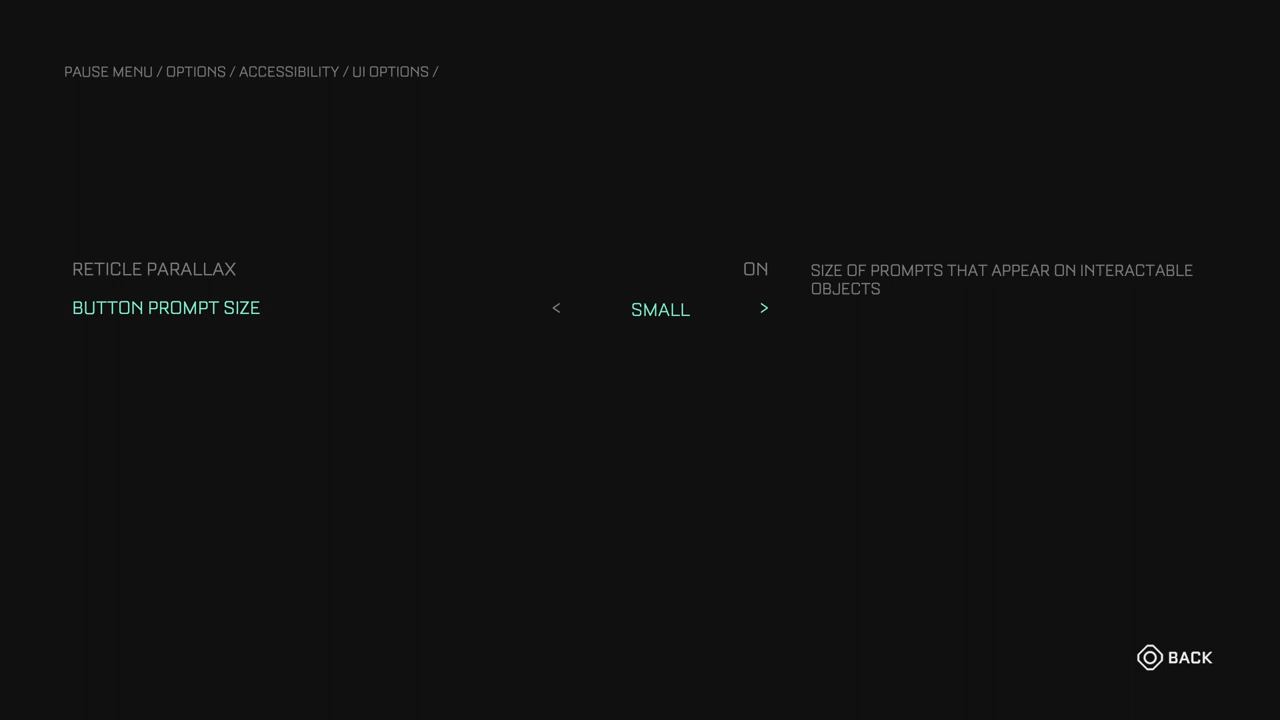 PAUSE MENU / OPTIONS / ACCESSIBILITY / UI OPTIONS /
RETICLE PARALLAX ON
BUTTON PROMPT SIZE < SMALL >
SIZE OF PROMPTS THAT APPEAR ON INTERACTABLE
OBJECTS
BACK